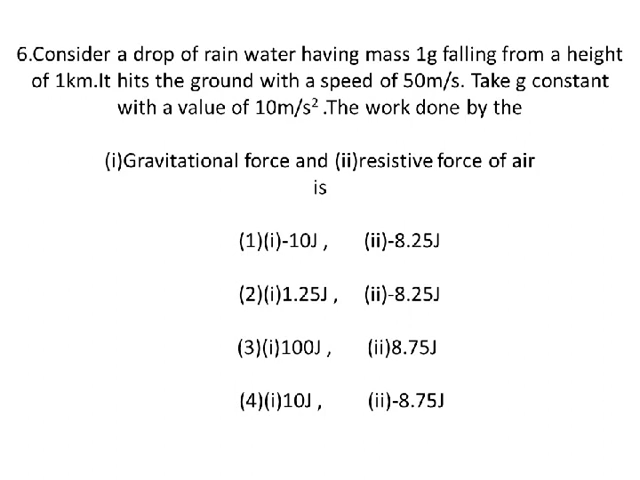 6.Consider a drop of rain water having mass 1g falling from a height
of 1km.It hits the ground with a speed of 50m/s. Take g constant
with a value of 10m/s² .The work done by the
(i)Gravitational force and (ii)resistive force of air
is
(1)(i)-10J , (ii)-8.25J
(2)(i)1.25J , (ii)-8.25J
(3)(i)100J , (ii)8.75J
(4)(i)10J , (ii)-8.75J